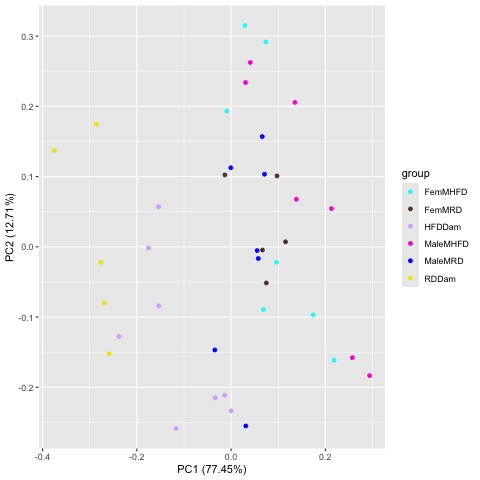 0.3
0.2
0.1
0.0
-0.1
-0.2
PC2 (12.71%)
-0.4
-0.2
0.0
0.2
PC1 (77.45%)
group
FemMHFD
FemMRD
HFDDam
MaleMHFD
MaleMRD
RDDam